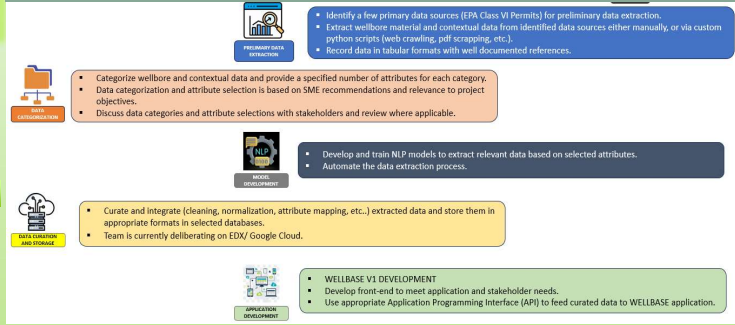 ▪ Identify a few primary data sources (EPA Class VI Permits) for preliminary data extraction.
▪ Extract wellbore material and contextual data from identified data sources either manually, or via custom
python scripts (web crawling, pdf scrapping, etc.).
▪ Record data in tabular formats with well documented references.
PRELIMINARY DATA
EXTRACTION
▪ Categorize wellbore and contextual data and provide a specified number of attributes for each category.
▪ Data categorization and attribute selection is based on SME recommendations and relevance to project
objectives.
▪ Discuss data categories and attribute selections with stakeholders and review where applicable.
DATA
CATEGORIZATION
NLP
▪ Develop and train NLP models to extract relevant data based on selected attributes.
▪ Automate the data extraction process.
MODEL
DEVELOPMENT
▪ Curate and integrate (cleaning, normalization, attribute mapping, etc..) extracted data and store them in
appropriate formats in selected databases.
▪ Team is currently deliberating on EDX/ Google Cloud.
DATA CURATION
AND STORAGE
▪ WELLBASE V1 DEVELOPMENT
▪ Develop front-end to meet application and stakeholder needs.
▪ Use appropriate Application Programming Interface (API) to feed curated data to WELLBASE application.
APPLICATION
DEVELOPMENT